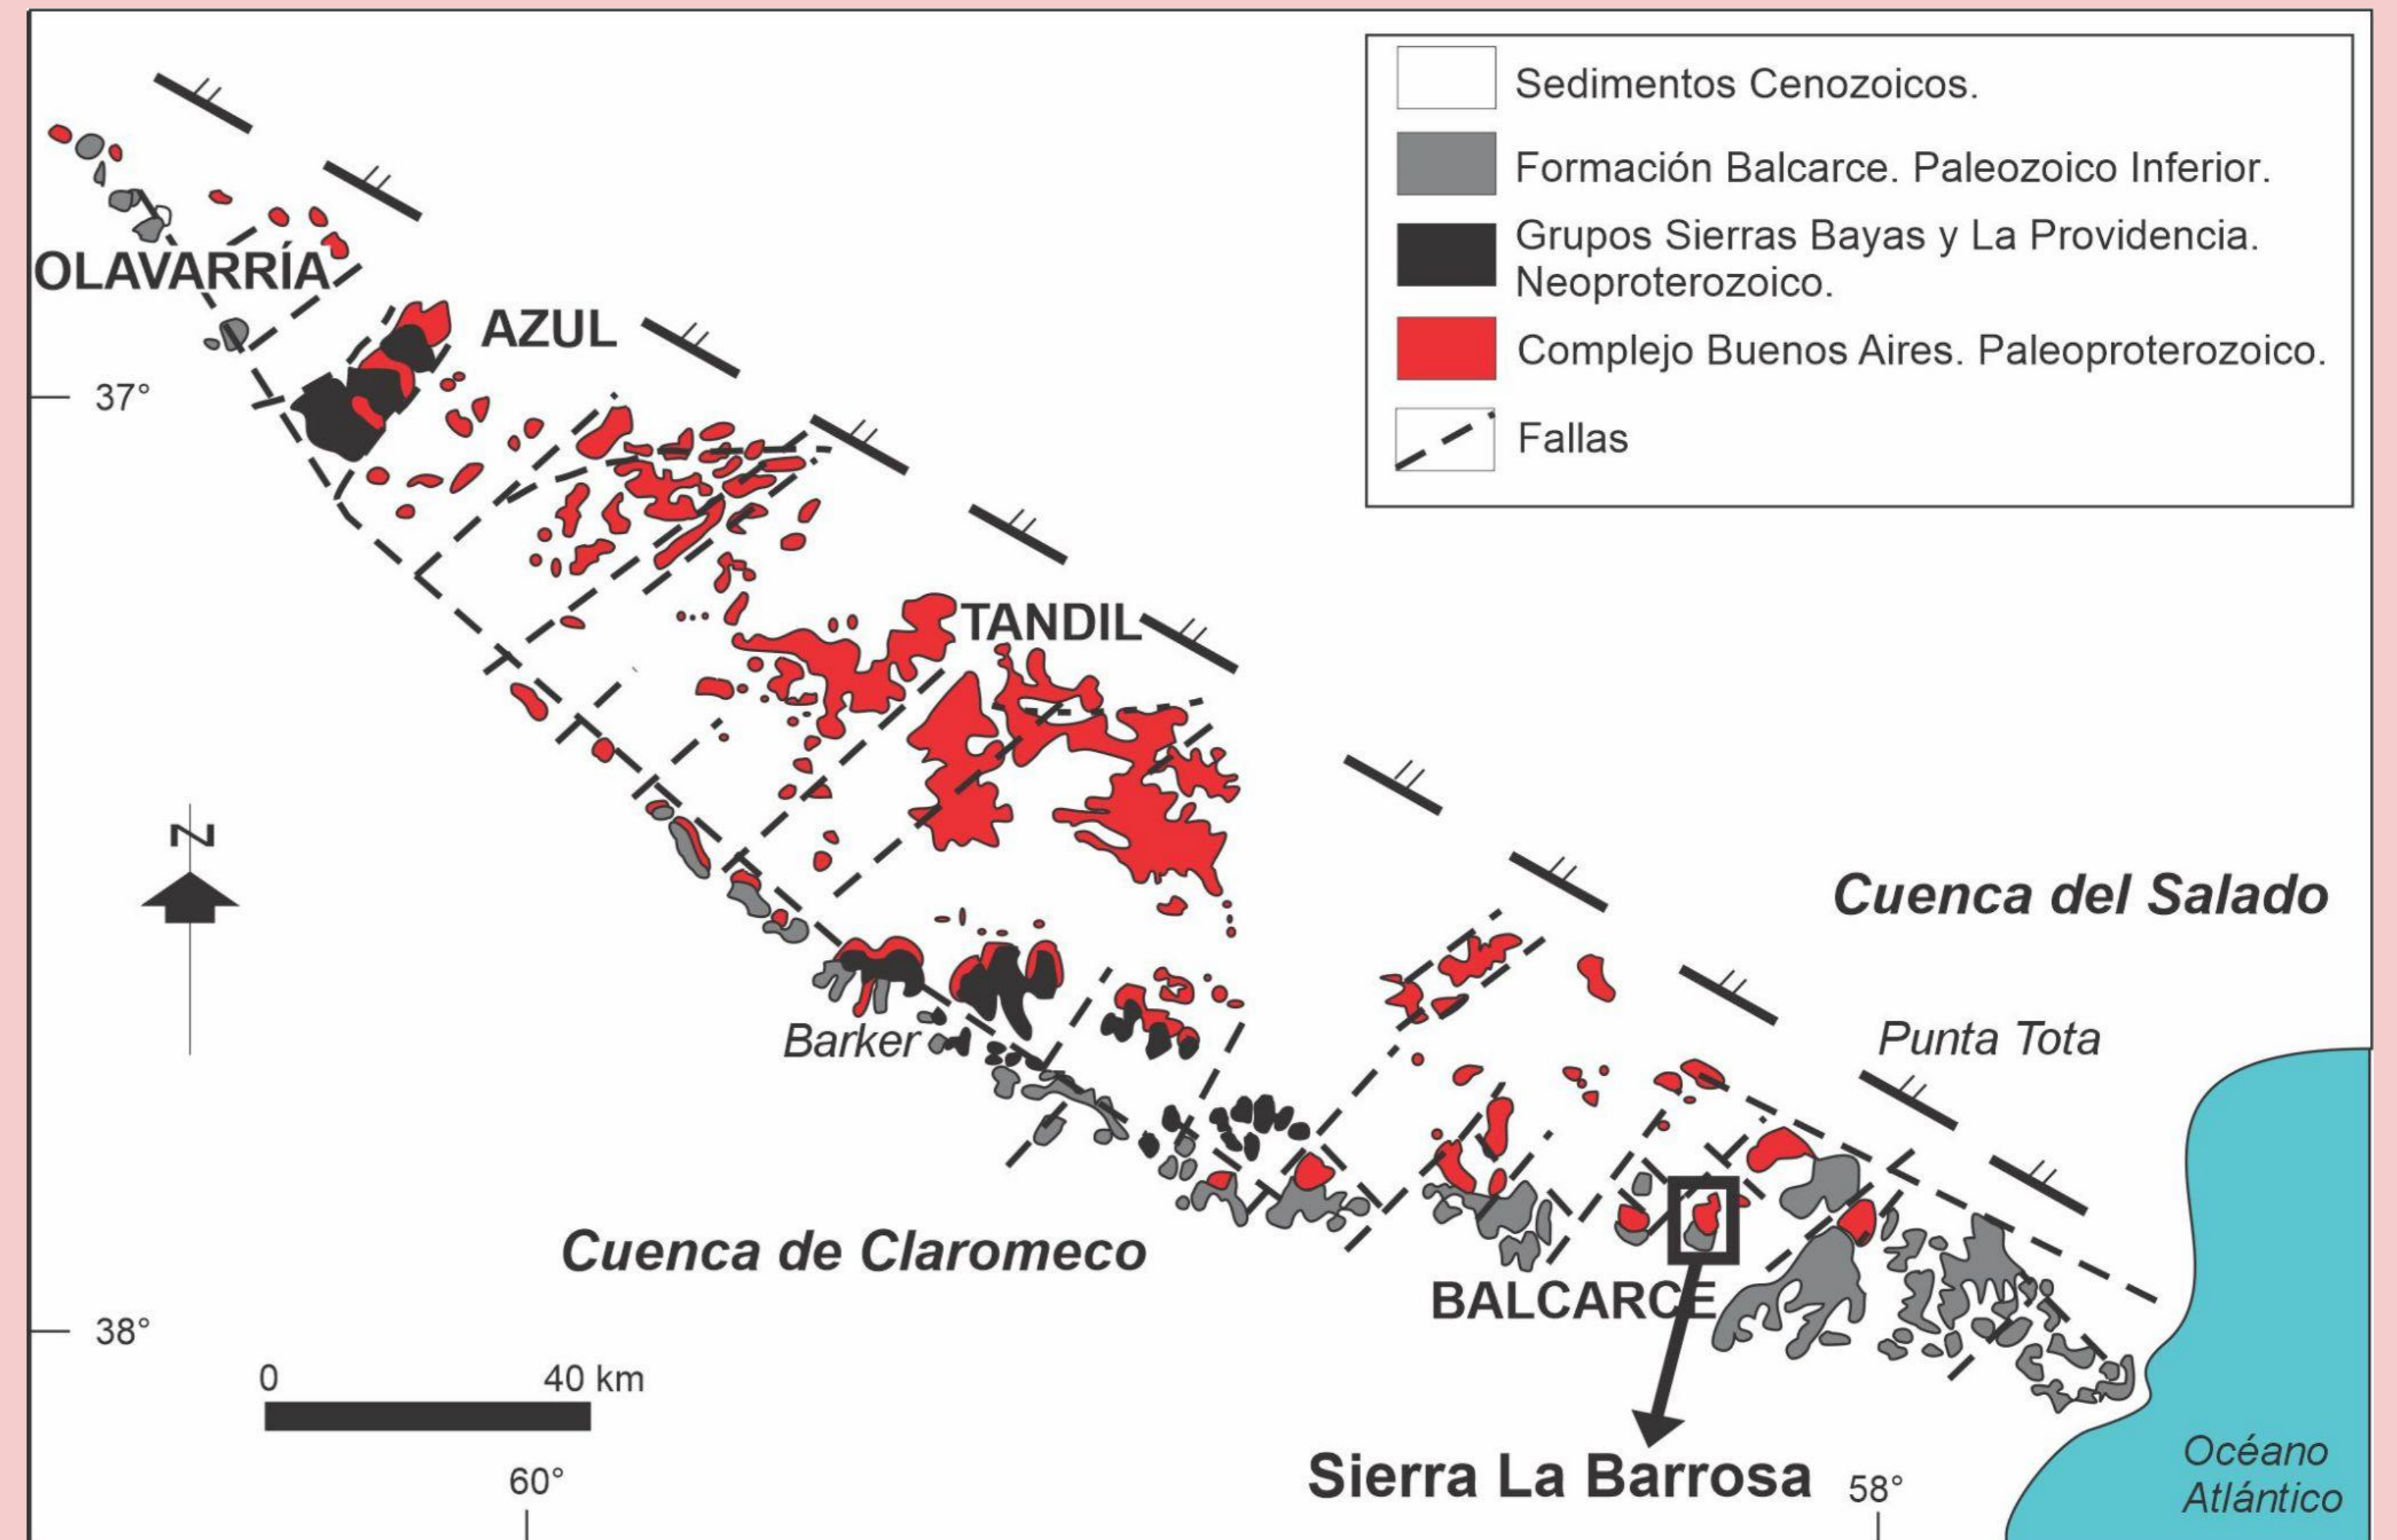 Sedimentos Cenozoicos.
Formación Balcarce. Paleozoico Inferior.
Grupos Sierras Bayas y La Providencia.
Neoproterozoico.
Complejo Buenos Aires. Paleoproterozoico.
Fallas
OLAVARRÍA
AZUL
37°
TANDIL
N
Cuenca del Salado
Punta Tota
Barker
Cuenca de Claromeco
BALCARCE
38°
0 40 km
Sierra La Barrosa
60°
58°
Océano
Atlántico